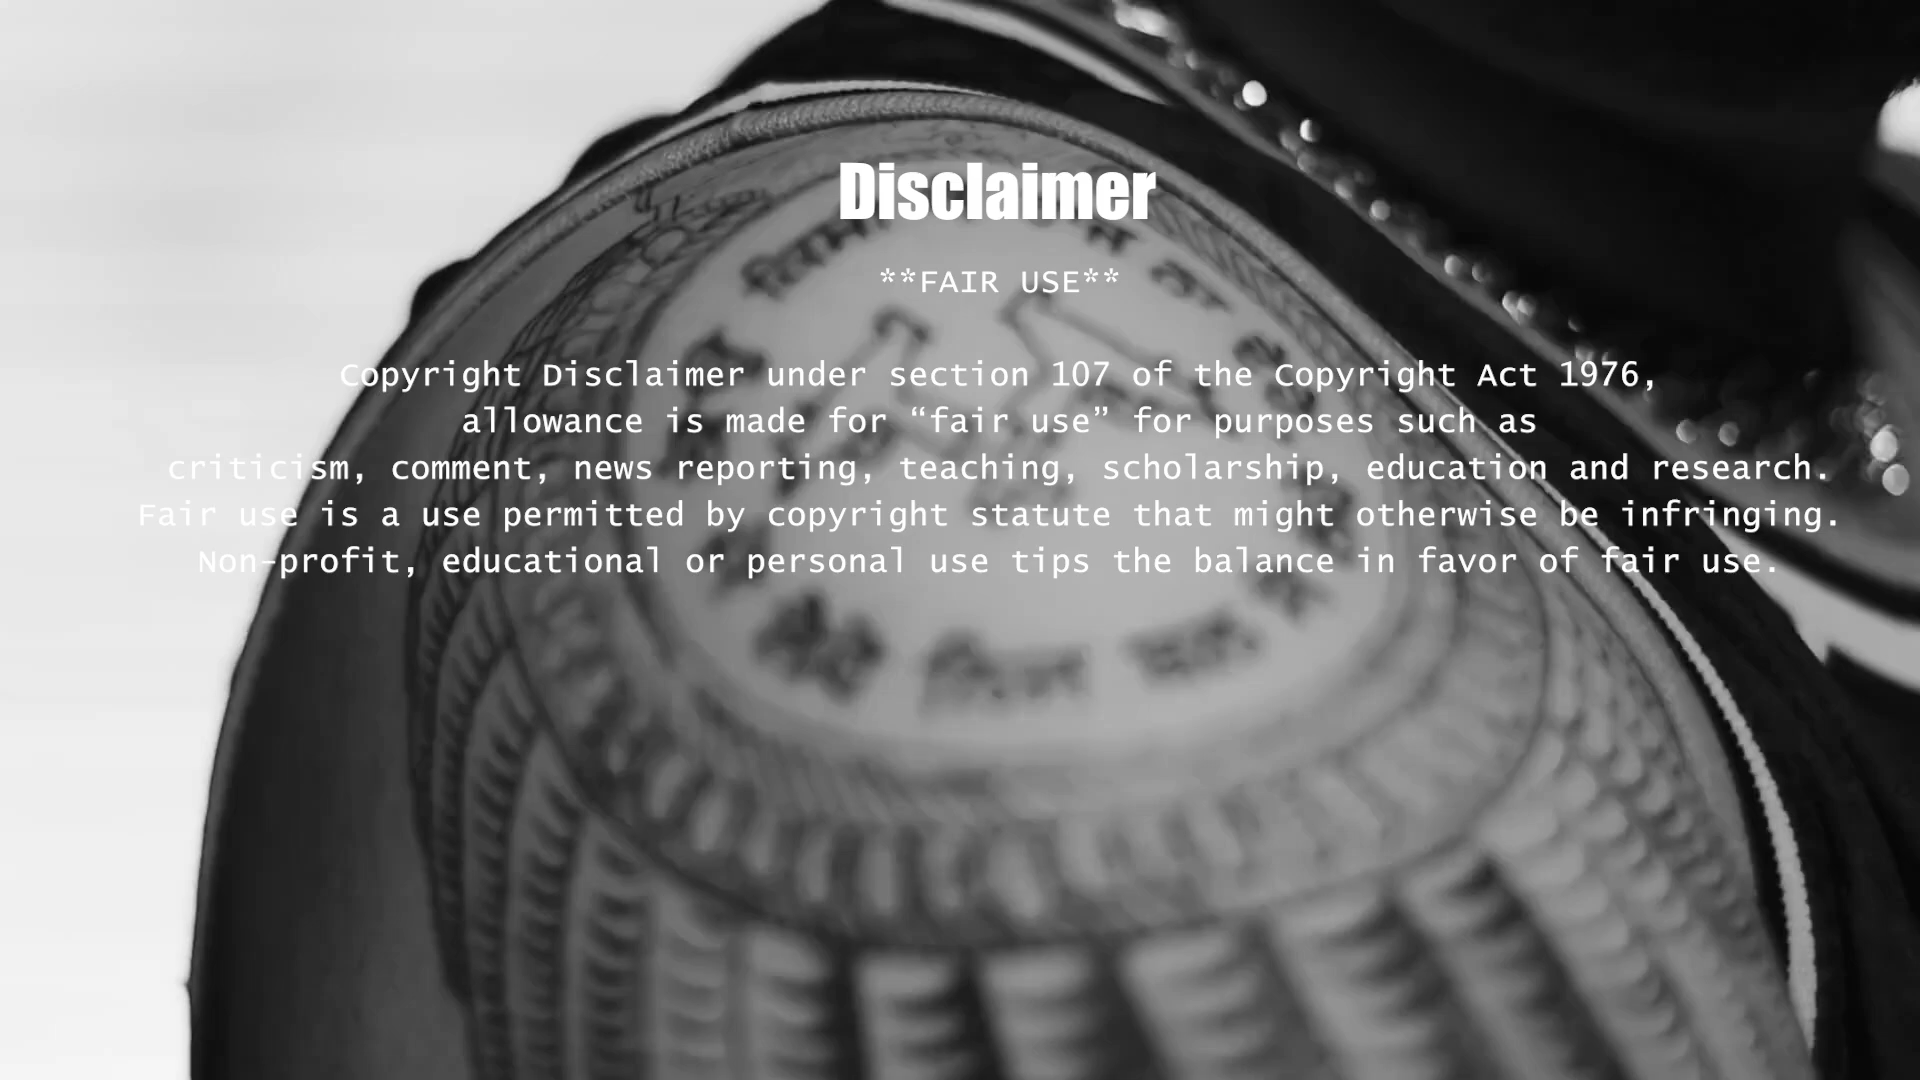 Disclaimer
**FAIR USE**
Copyright Disclaimer under section 107 of the Copyright Act 1976,
allowance is made for “fair use” for purposes such as
criticism, comment, news reporting, teaching, scholarship, education and research.
Fair use is a use permitted by copyright statute that might otherwise be infringing.
Non-profit, educational or personal use tips the balance in favor of fair use.